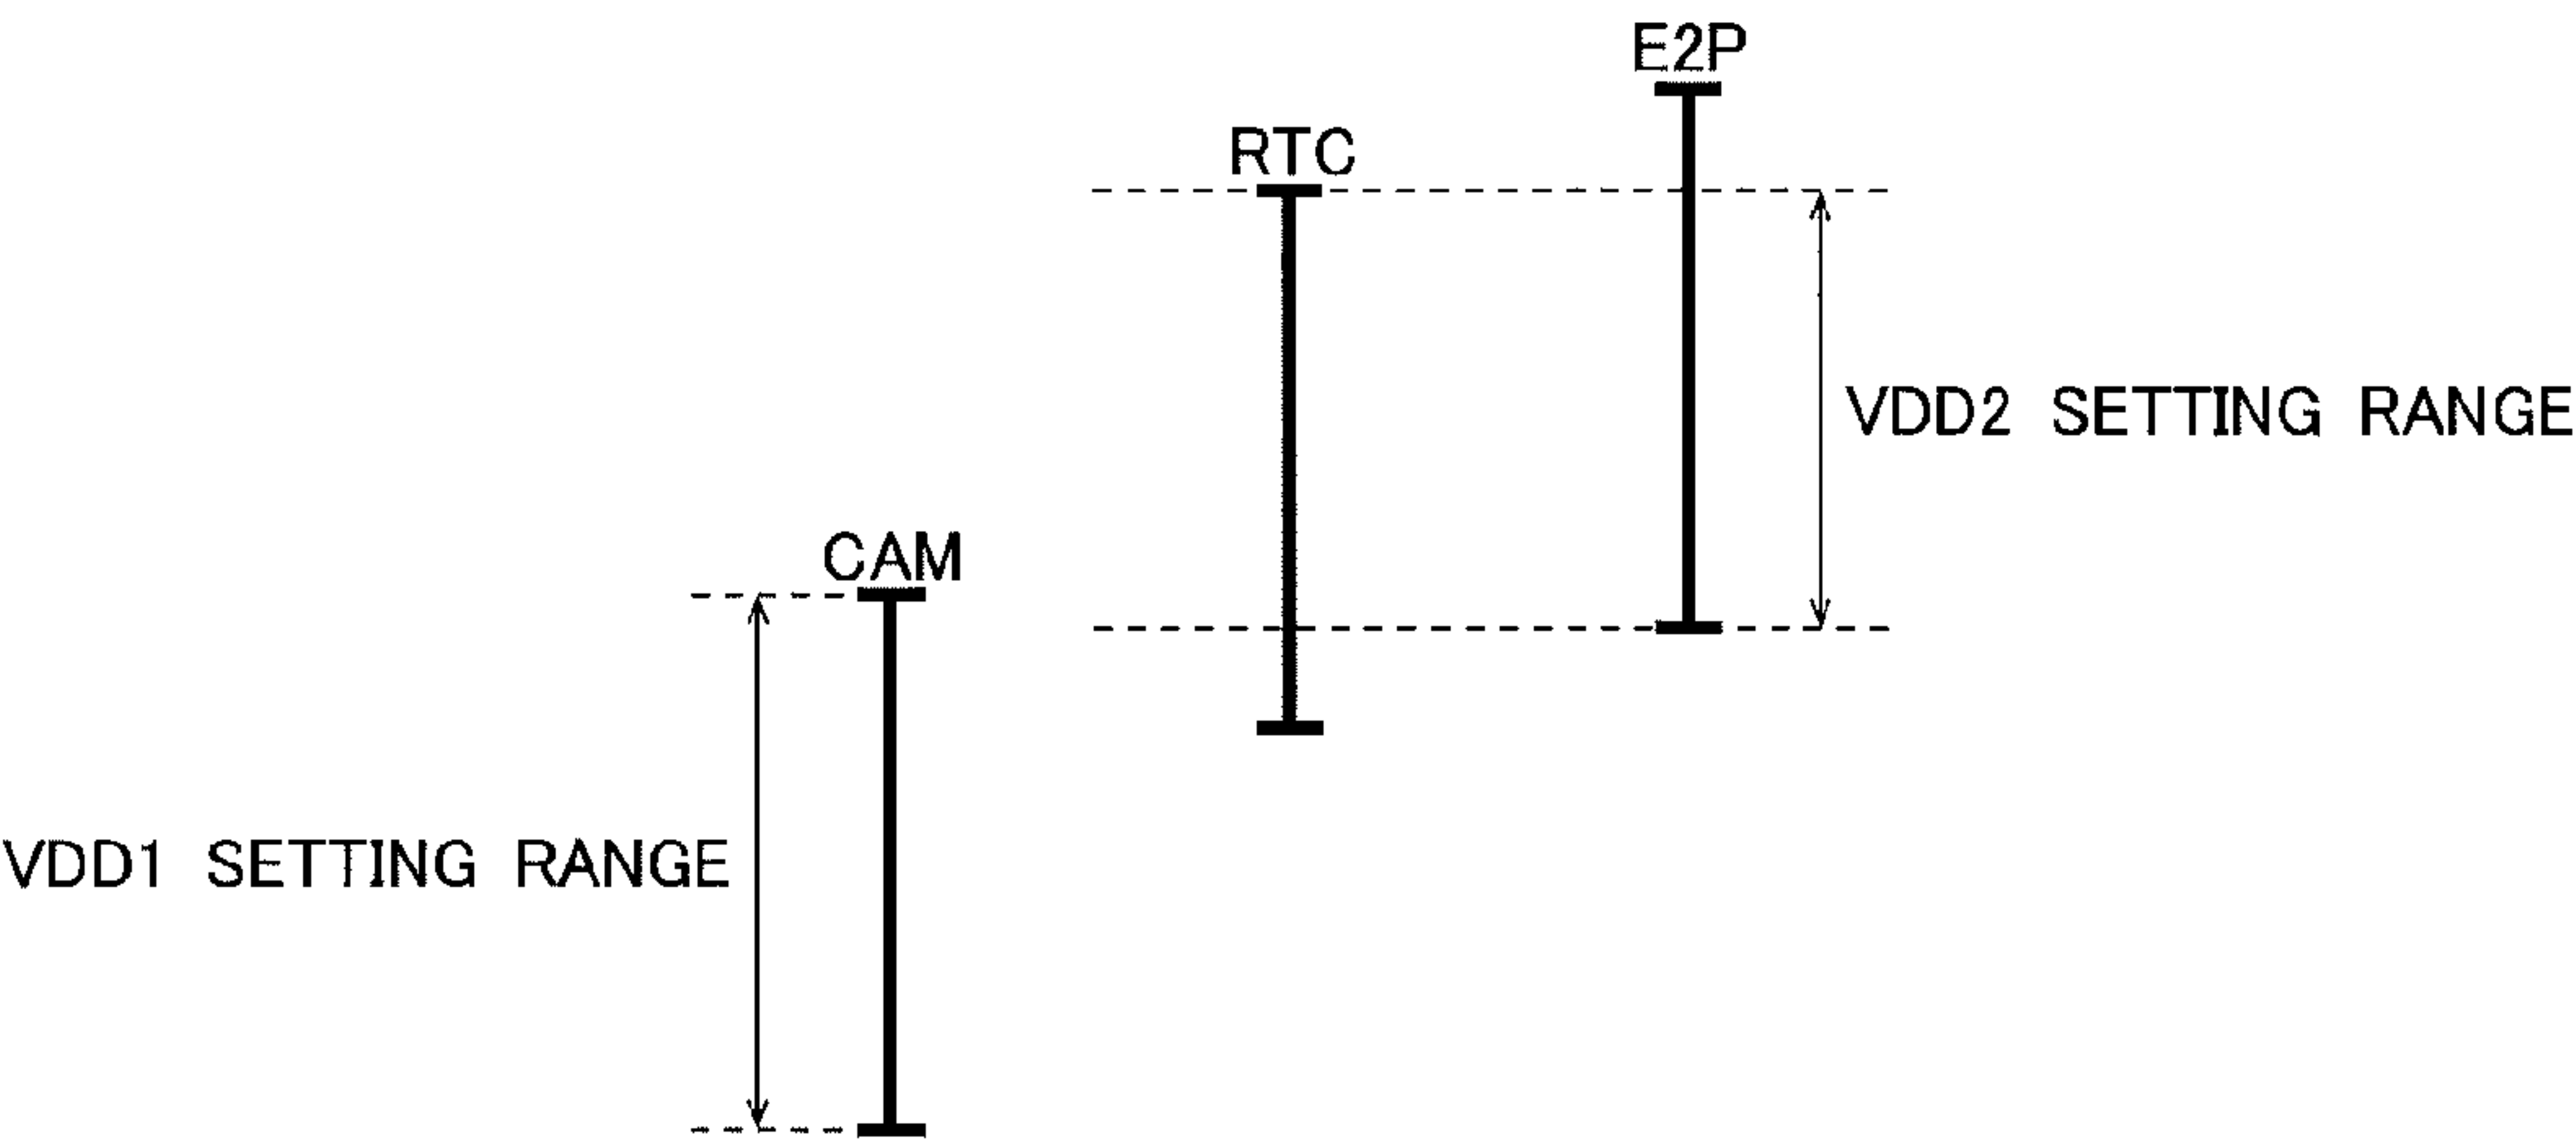 E2P
RTC
VDD2 SETTING RANGE
CAM
VDD1 SETTING RANGE